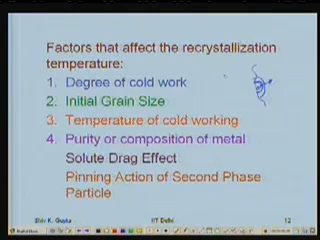 Factors that affect the recrystallization
temperature:
1. Degree of cold work
2. Initial Grain Size
3. Temperature of cold working
4. Purity or composition of metal
Solute Drag Effect
Pinning Action of Second Phase
Particle
Shiv K. Gupta IIT Delhi 12